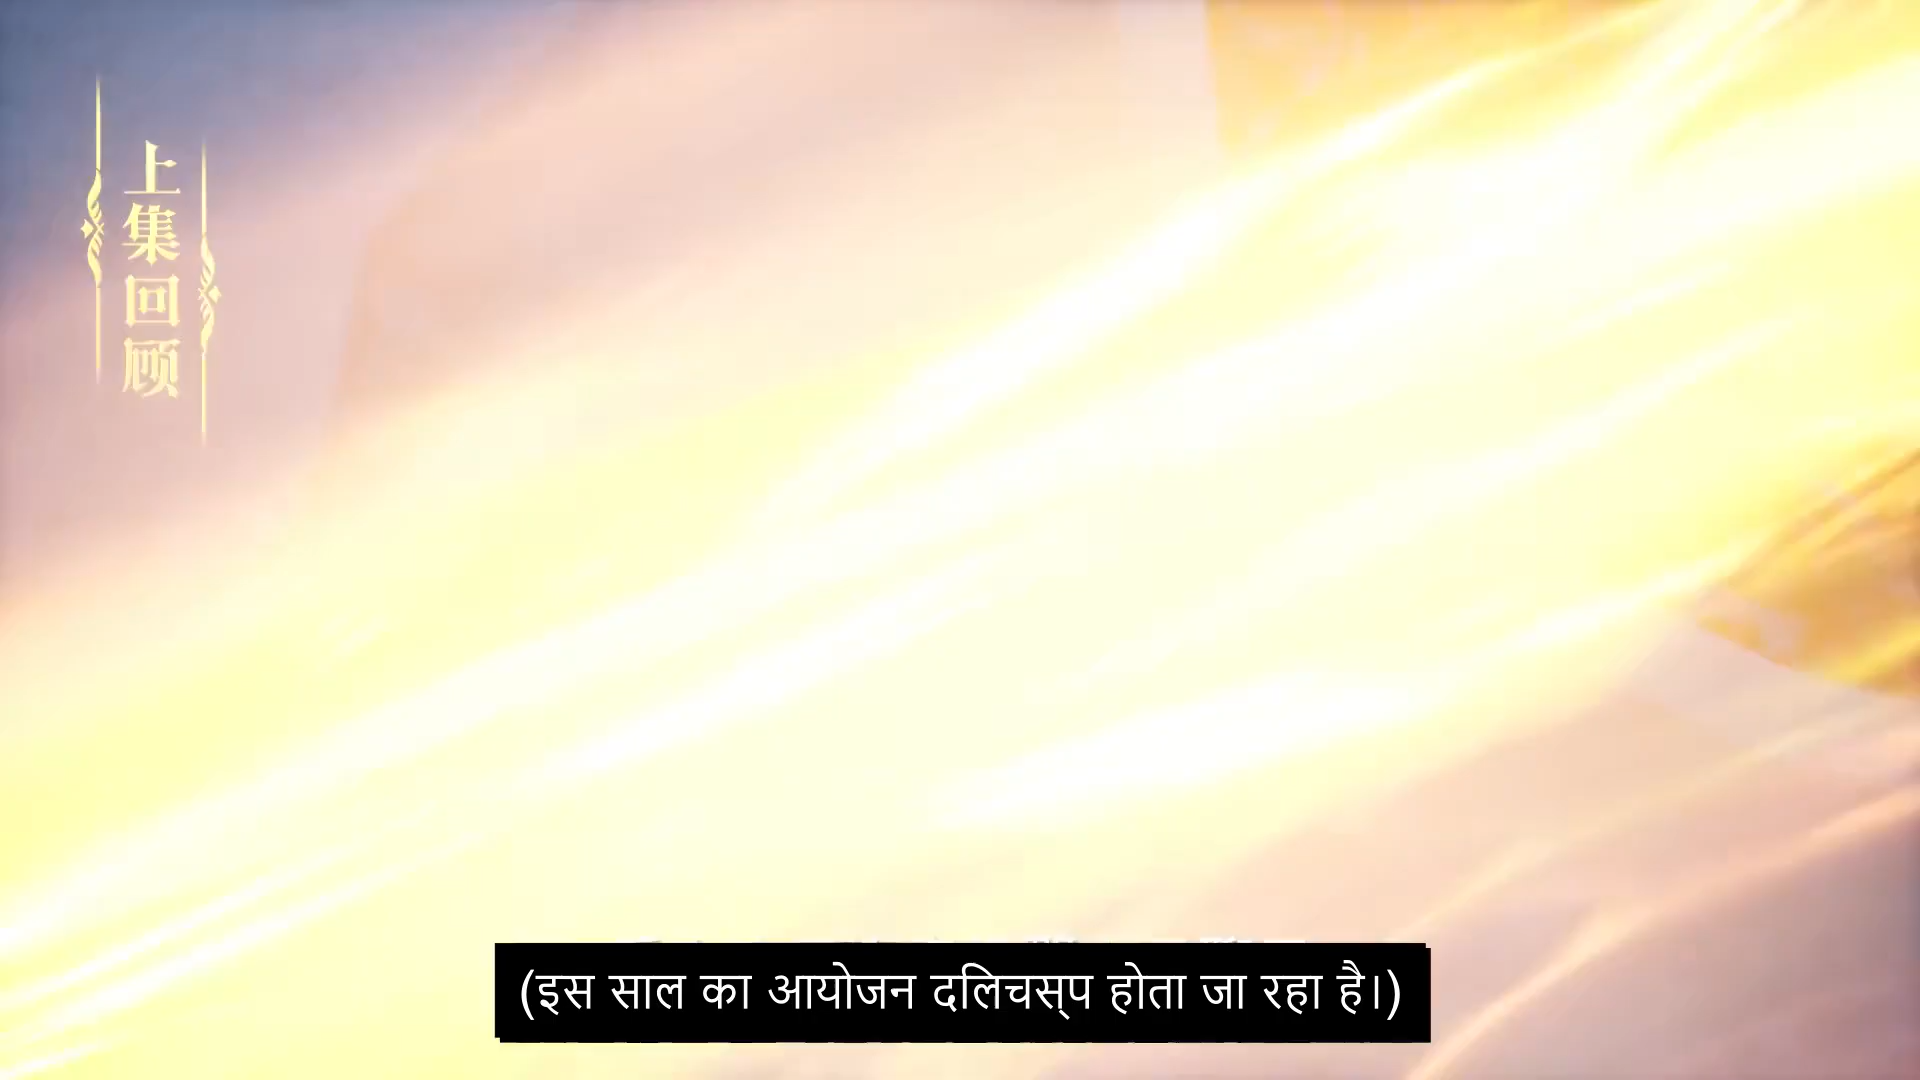 上集回顾
(इस साल का आयोजन दलिचस्‌प होता जा रहा है।)